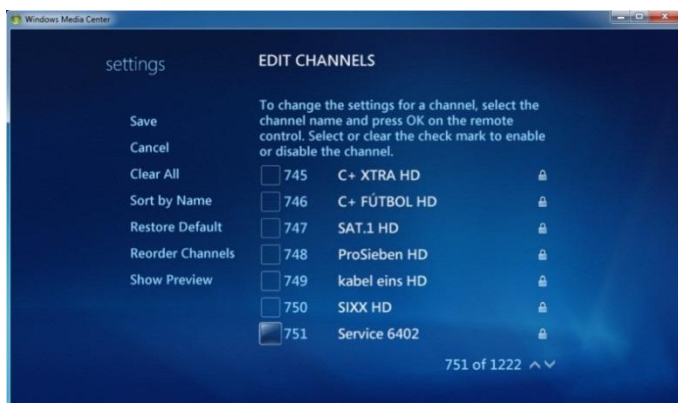 Windows Media Center
settings
EDIT CHANNELS
To change the settings for a channel, select the
channel name and press OK on the remote
control. Select or clear the check mark to enable
or disable the channel.
Save
Cancel
Clear All
Sort by Name
Restore Default
Reorder Channels
Show Preview
745 C+ XTRA HD
746 C+ FÚTBOL HD
747 SAT.1 HD
748 ProSieben HD
749 kabel eins HD
750 SIXX HD
751 Service 6402
751 of 1222